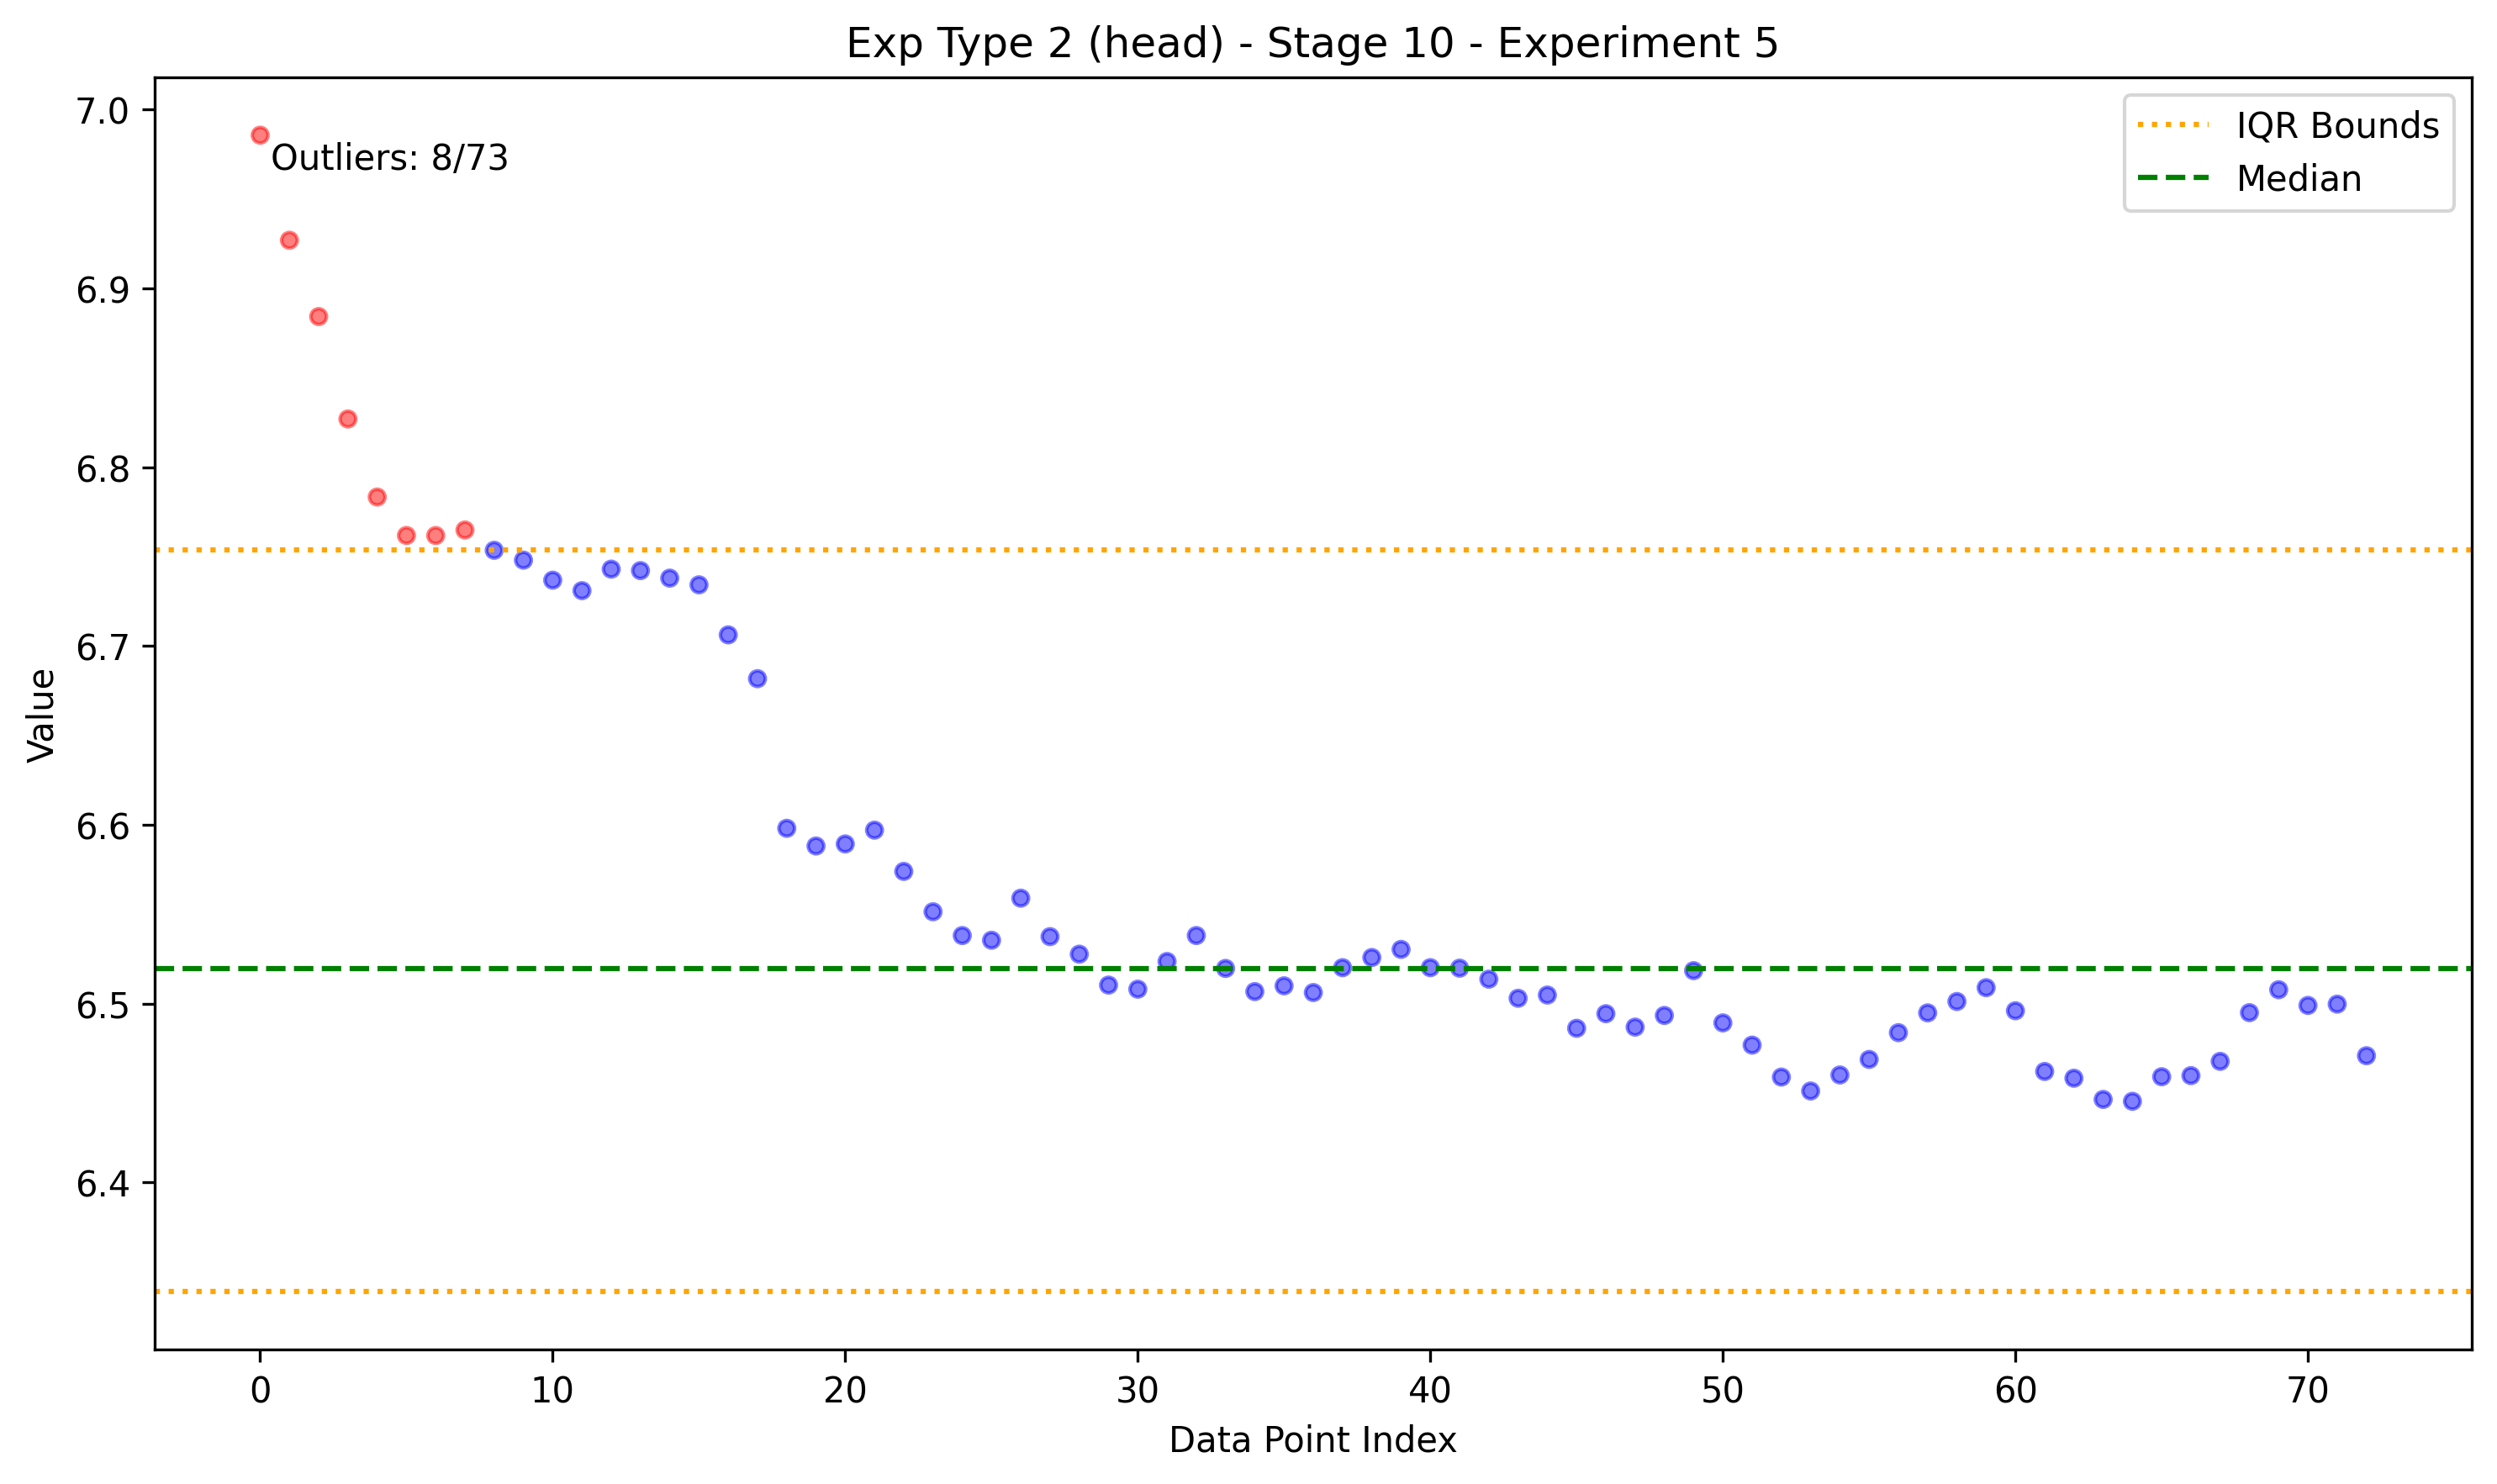 Exp Type 2 (head) - Stage 10 - Experiment 5
7.0
6.9
6.8
6.7
6.6
6.5
6.4
Value
Outliers: 8/73
IQR Bounds
Median
0 10 20 30 40 50 60 70
Data Point Index